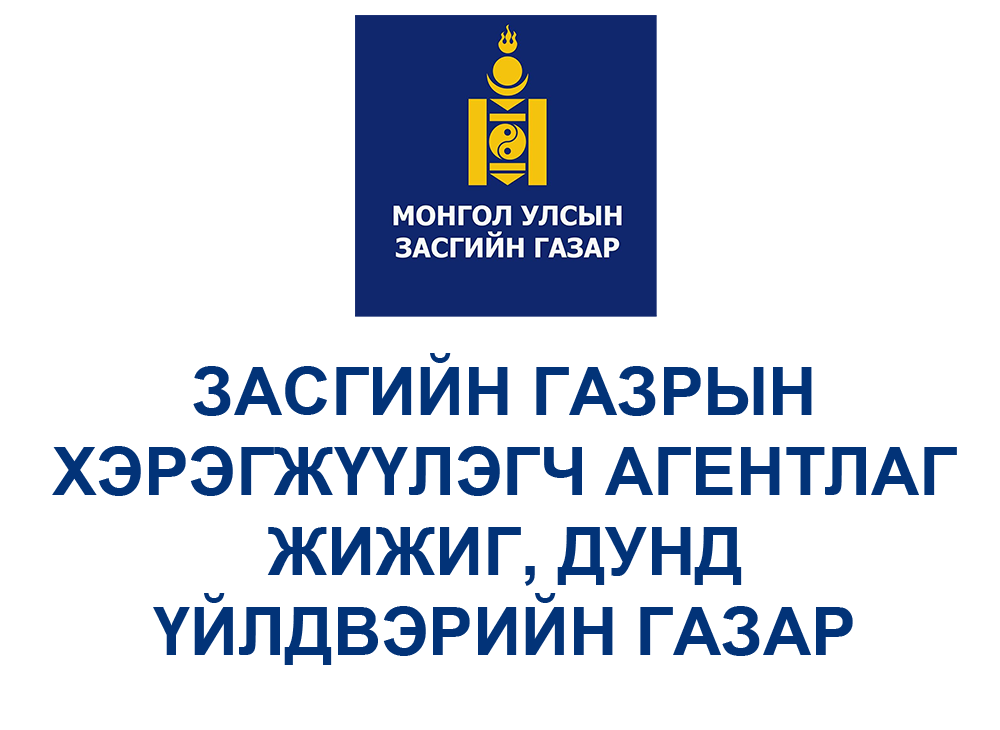 МОНГОЛ УЛСЫН
ЗАСГИЙН ГАЗАР
ЗАСГИЙН ГАЗРЫН
ХЭРЭГЖҮҮЛЭГЧ АГЕНТЛАГ
ЖИЖИГ, ДУНД
ҮЙЛДВЭРИЙН ГАЗАР